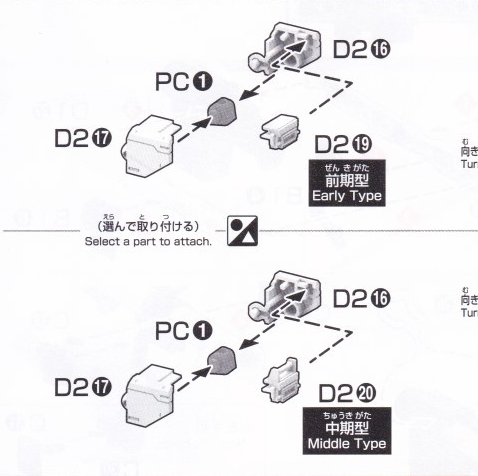 D2⑯
PC❶
D2⑰
D2⑲
ぜんきがた
前期型
Early Type
む
向き
Turn
えら と つ
(選んで取り付ける)
Select a part to attach.
D2⑯
PC❶
D2⑰
D2⑳
ちゅうきがた
中期型
Middle Type
む
向き
Turn